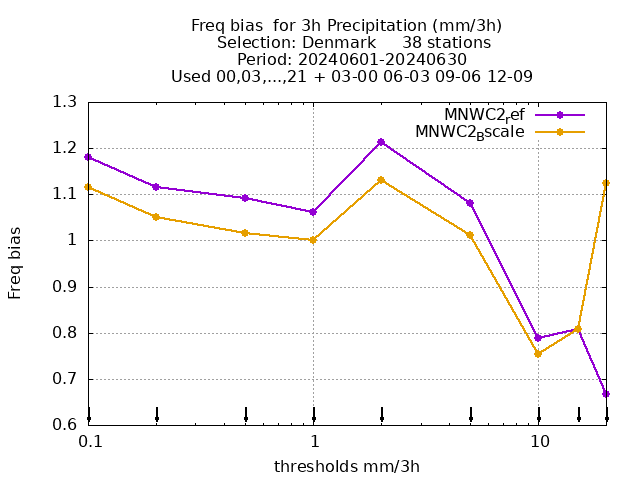 Freq bias  for 3h Precipitation (mm/3h)
Selection: Denmark     38 stations
Period: 20240601-20240630
Used 00,03,...,21 + 03-00 06-03 09-06 12-09
MNWC2ref
MNWC2Bscale
1.3
1.2
1.1
1
0.9
0.8
0.7
0.6
Freq bias
0.1 1 10
thresholds mm/3h